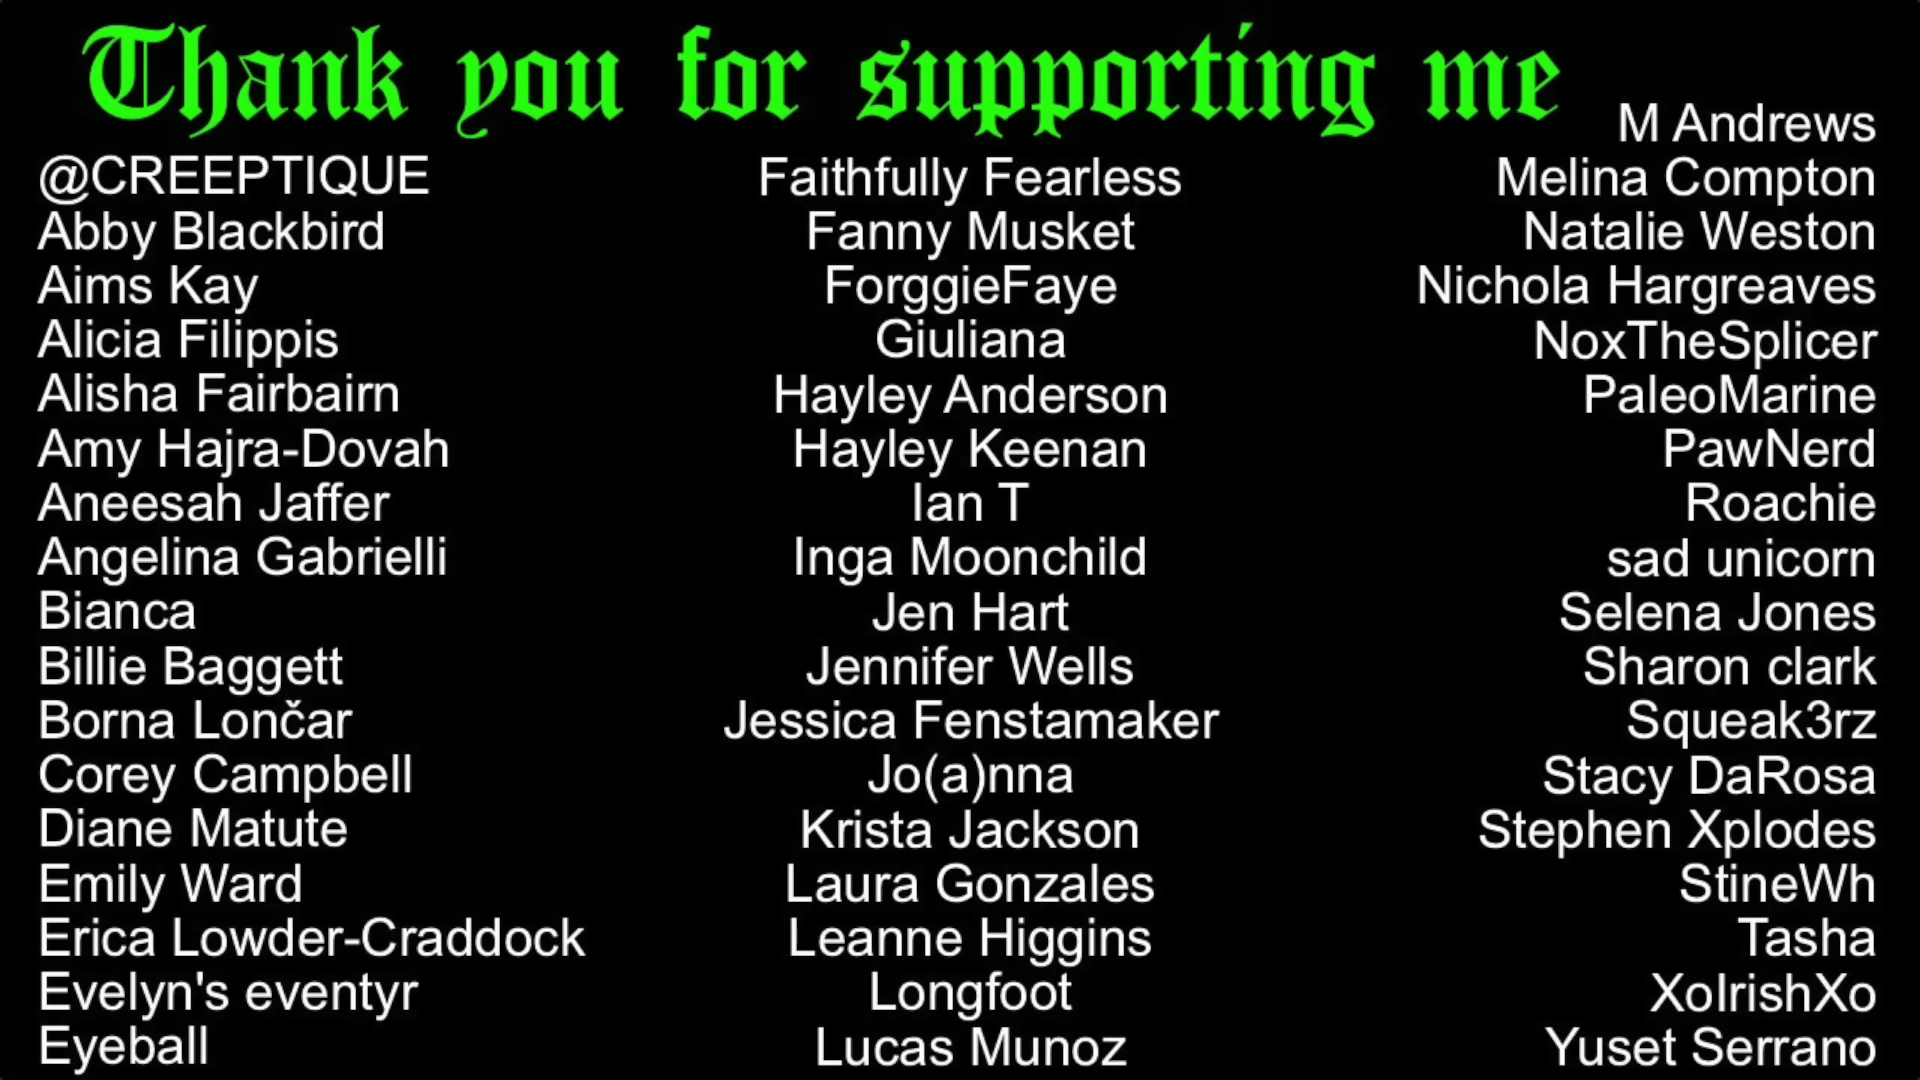 Thank you for supporting me
@CREEPTIQUE
Abby Blackbird
Aims Kay
Alicia Filippis
Alisha Fairbairn
Amy Hajra-Dovah
Aneesah Jaffer
Angelina Gabrielli
Bianca
Billie Baggett
Borna Lončar
Corey Campbell
Diane Matute
Emily Ward
Erica Lowder-Craddock
Evelyn's eventyr
Eyeball
Faithfully Fearless
Fanny Musket
ForggieFaye
Giuliana
Hayley Anderson
Hayley Keenan
Ian T
Inga Moonchild
Jen Hart
Jennifer Wells
Jessica Fenstamaker
Jo(a)nna
Krista Jackson
Laura Gonzales
Leanne Higgins
Longfoot
Lucas Munoz
M Andrews
Melina Compton
Natalie Weston
Nichola Hargreaves
NoxTheSplicer
PaleoMarine
PawNerd
Roachie
sad unicorn
Selena Jones
Sharon clark
Squeak3rz
Stacy DaRosa
Stephen Xplodes
StineWh
Tasha
XoIrishXo
Yuset Serrano